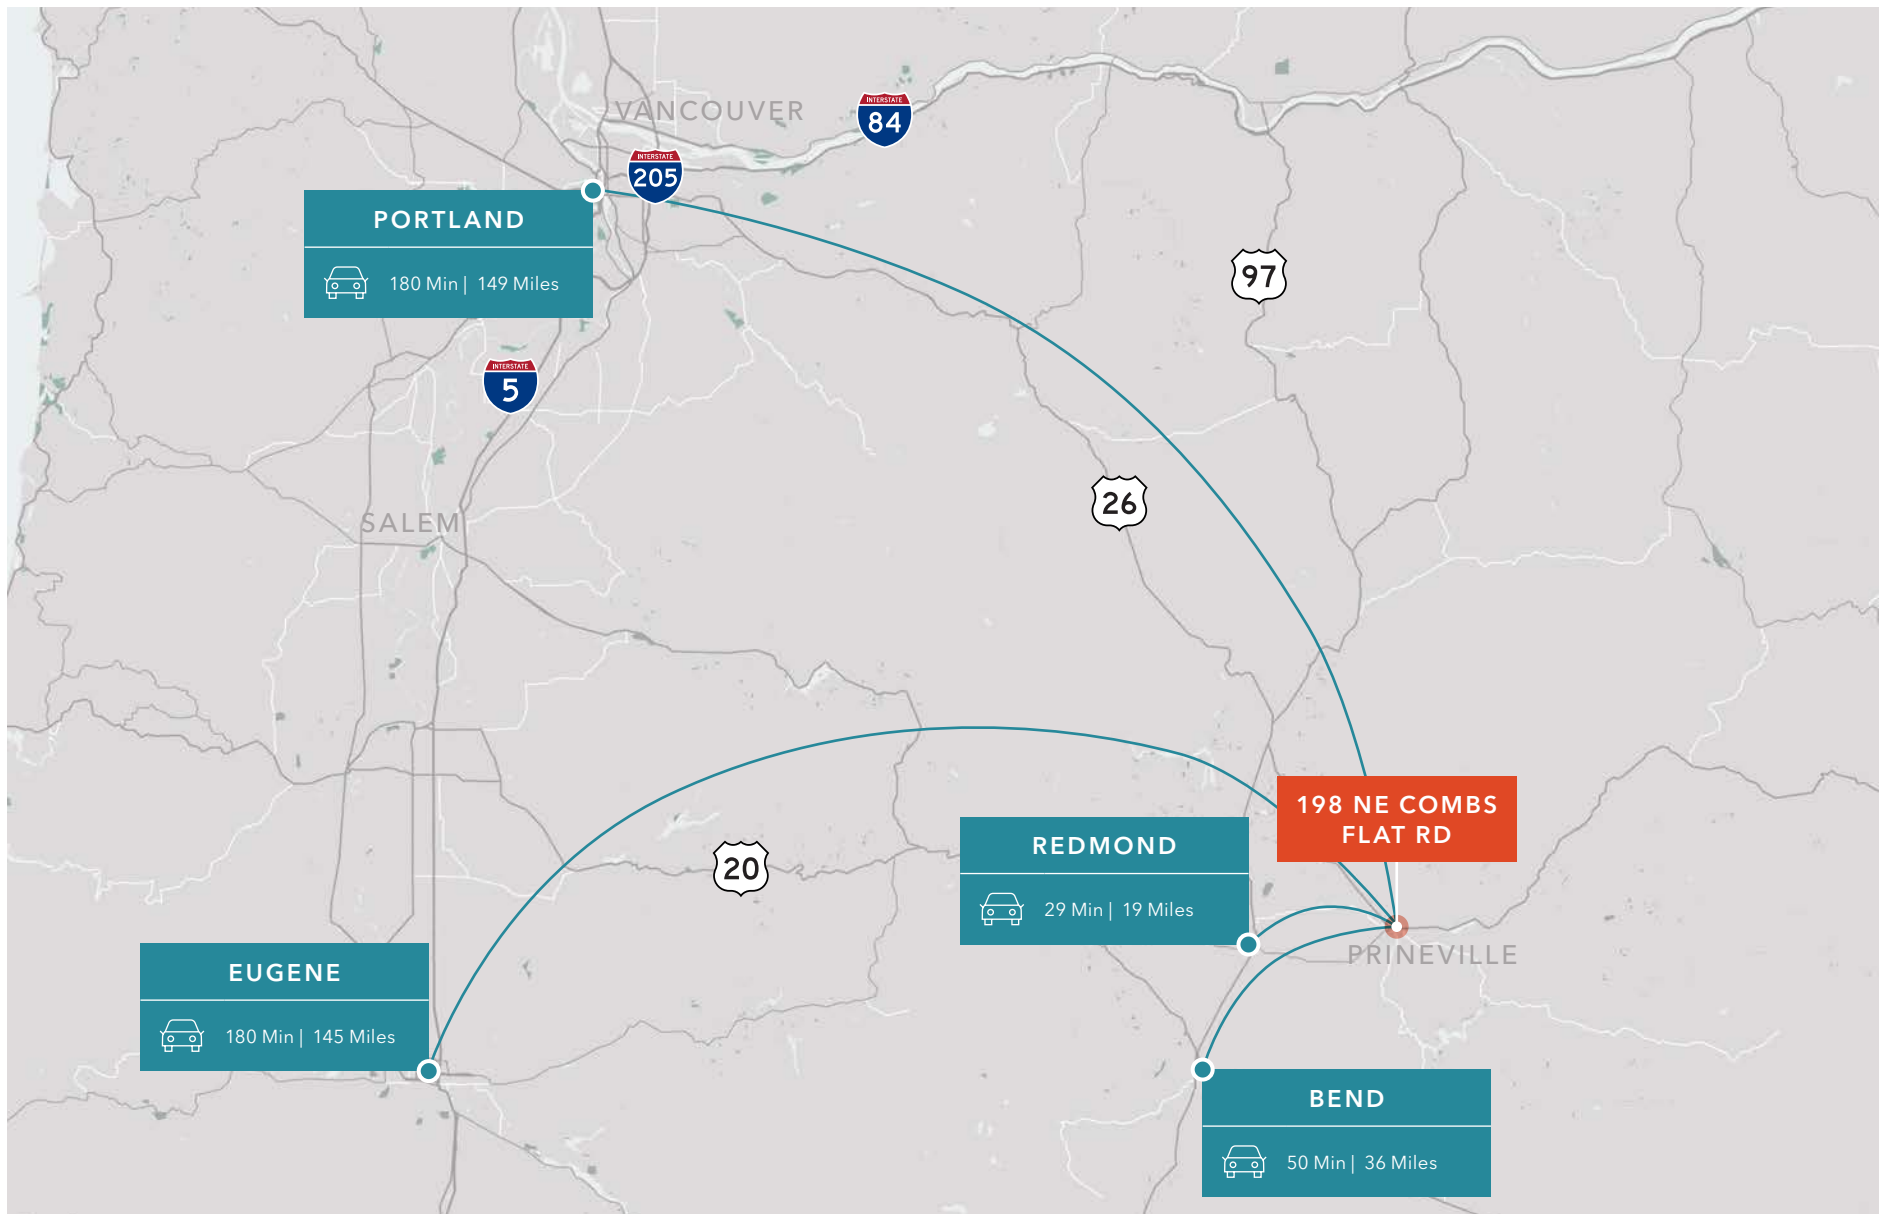 VANCOUVER
INTERSTATE
84
INTERSTATE
205
PORTLAND
180 Min | 149 Miles
97
INTERSTATE
5
26
SALEM
198 NE COMBS
FLAT RD
REDMOND
29 Min | 19 Miles
20
PRINEVILLE
EUGENE
180 Min | 145 Miles
BEND
50 Min | 36 Miles